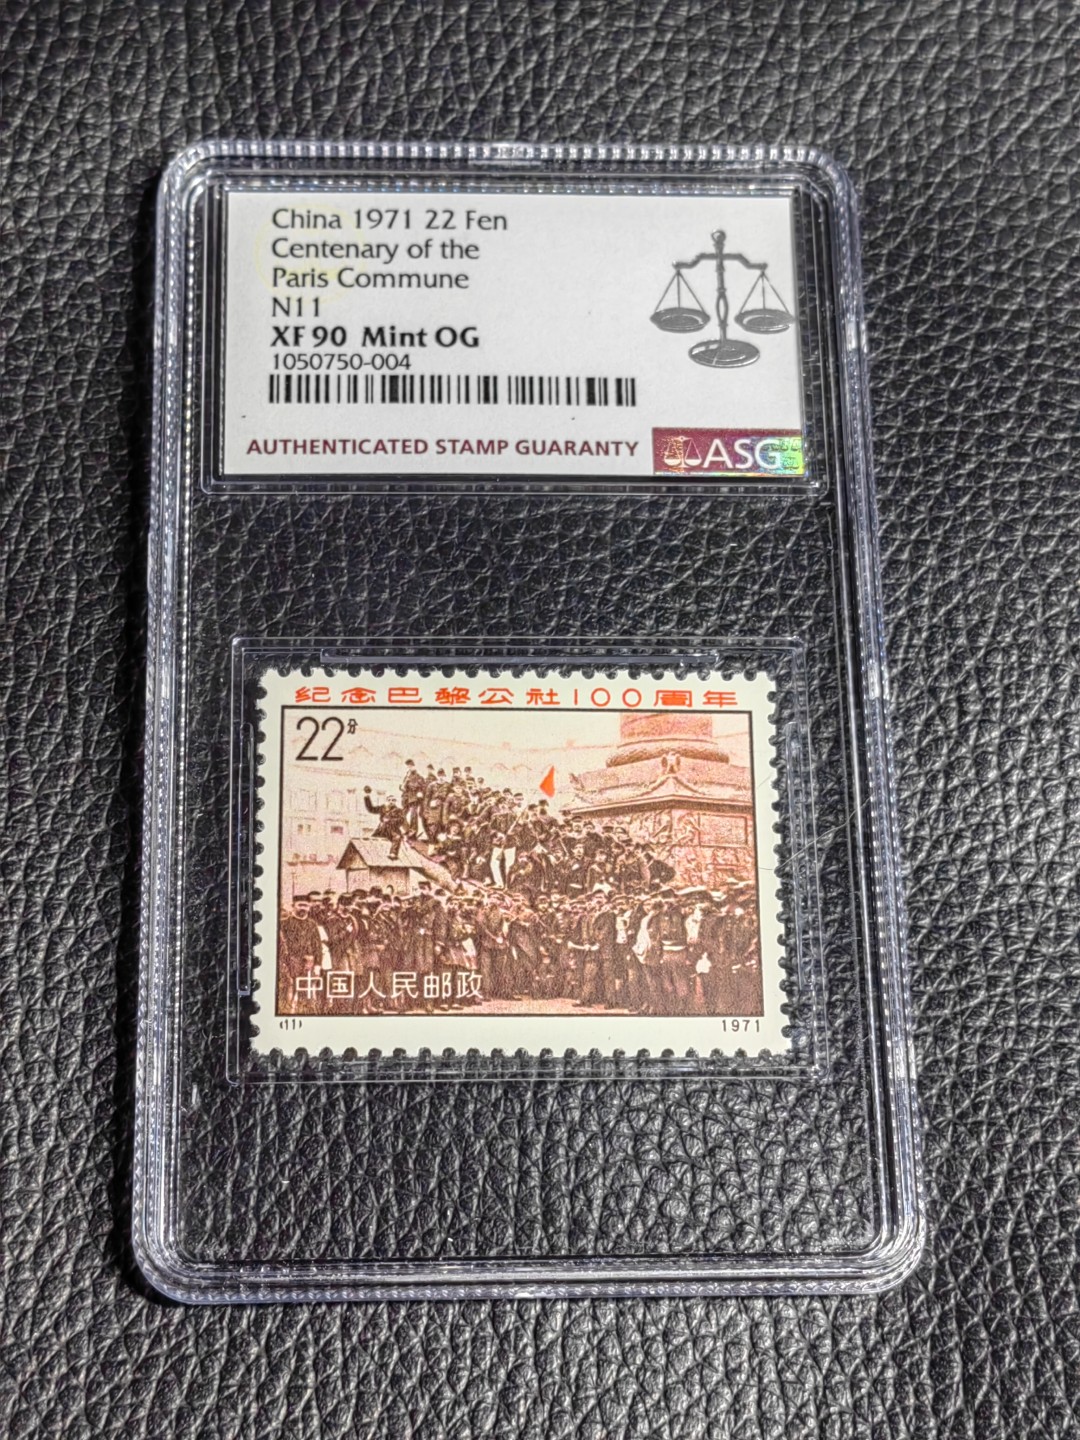 China 1971 22 Fen
Centenary of the
Paris Commune
N11
XF 90 Mint OG
1050750-004
AUTHENTICATED STAMP GUARANTY
ASG
纪念巴黎公社100周年
22分
中国人民邮政
(11)
1971